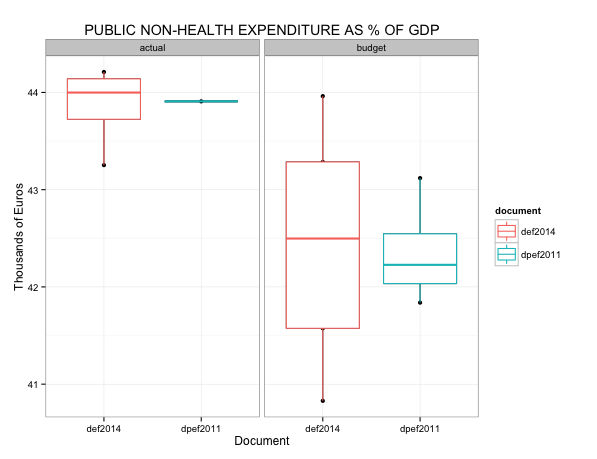 PUBLIC NON-HEALTH EXPENDITURE AS % OF GDP
actual
budget
44
43
42
41
Thousands of Euros
def2014
dpef2011
def2014
dpef2011
Document
document
def2014
dpef2011